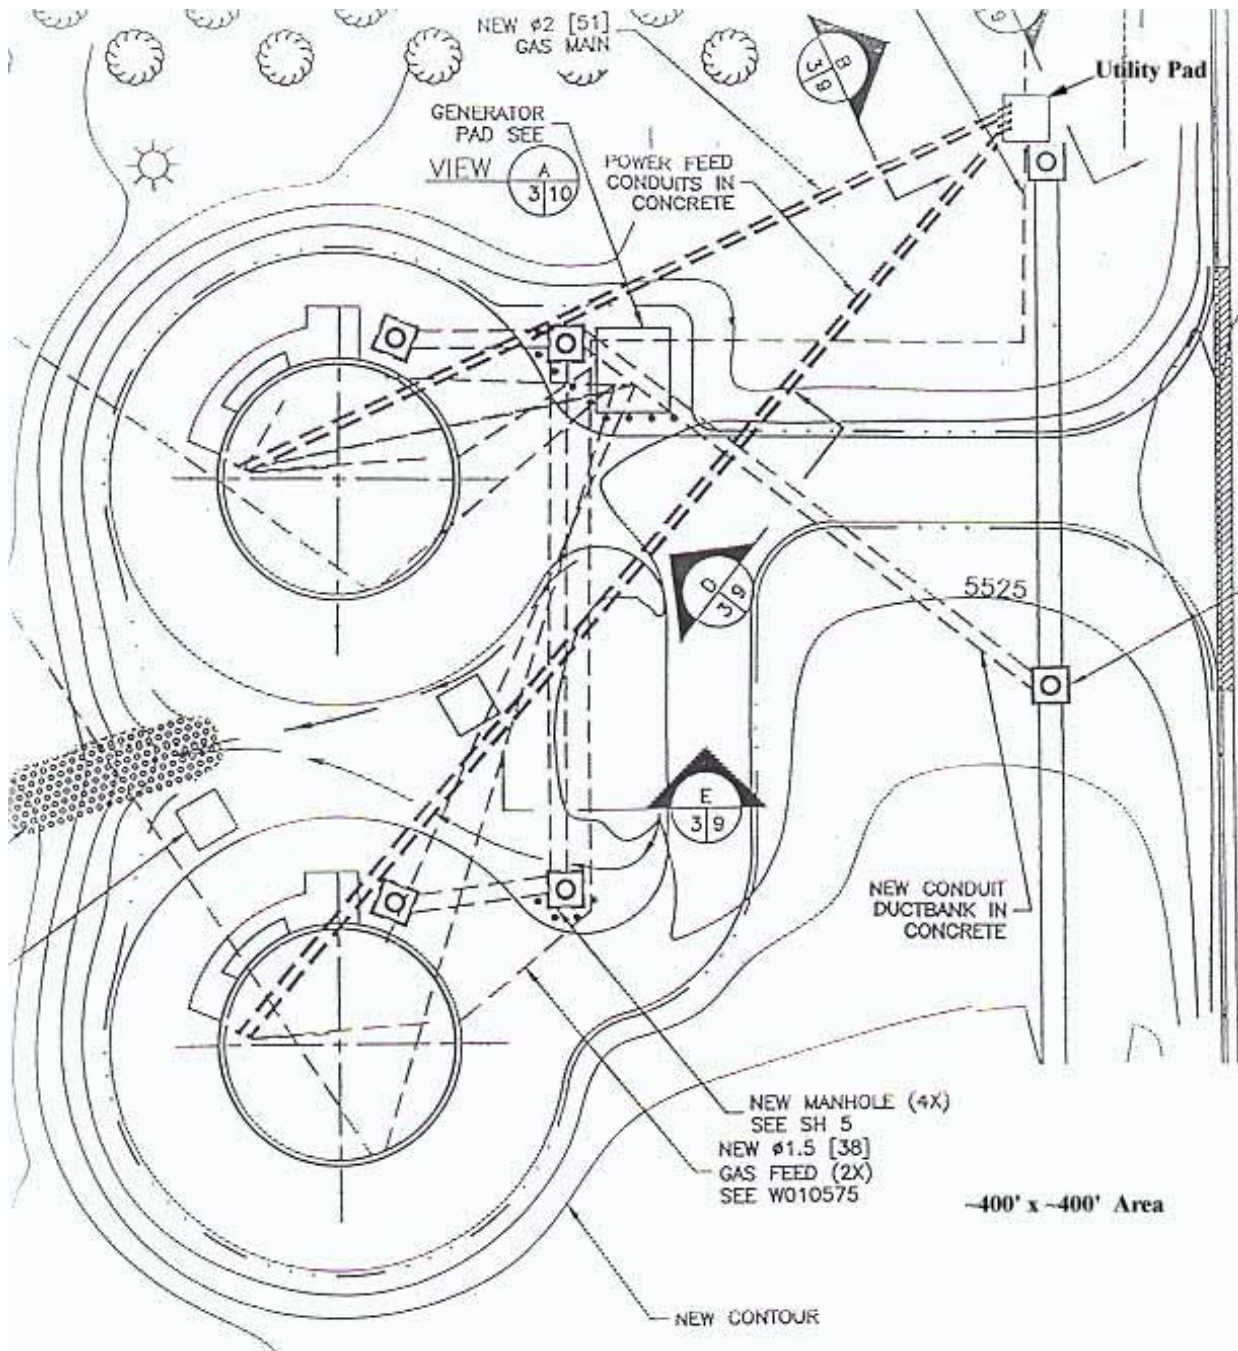 NEW ø2 [51]
GAS MAIN
B
3 9
9
Utility Pad
GENERATOR
PAD SEE
VIEW
A
3 10
POWER FEED
CONDUITS IN
CONCRETE
D
3 9
5525
E
3 9
NEW CONDUIT
DUCTBANK IN
CONCRETE
NEW MANHOLE (4X)
SEE SH 5
NEW ø1.5 [38]
GAS FEED (2X)
SEE W010575
~400' x ~400' Area
NEW CONTOUR